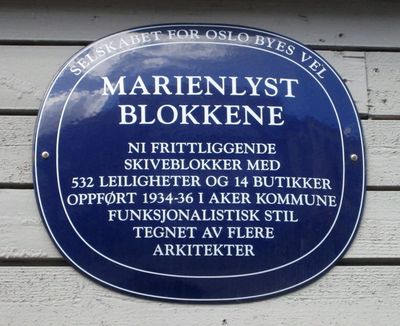 SELSKABET FOR OSLO BYES VEL
MARIENLYST
BLOKKENE
NI FRITTLIGGENDE
SKIVEBLOKKER MED
532 LEILIGHETER OG 14 BUTIKKER
OPPFØRT 1934-36 I AKER KOMMUNE
FUNKSJONALISTISK STIL
TEGNET AV FLERE
ARKITEKTER